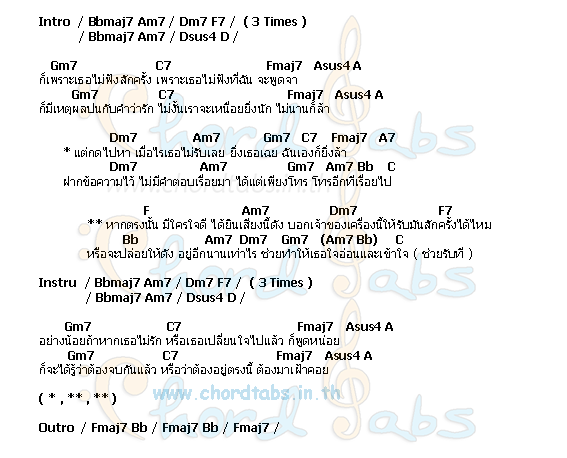 Intro / Bbmaj7 Am7 / Dm7 F7 / ( 3 Times )
/ Bbmaj7 Am7 / Dsus4 D /
Gm7 C7 Fmaj7 Asus4 A
ก็เพราะเธอไม่ฟังสักครั้ง เพราะเธอไม่ฟังที่ฉัน จะพูดจา
Gm7 C7 Fmaj7 Asus4 A
ก็มีเหตุผลปนกับคำว่ารัก ไม่งั้นเราจะเหนื่อยยิ่งนัก ไม่นานก็ล้า
Dm7 Am7 Gm7 C7 Fmaj7 A7
* แต่กดไปหา เมื่อไรเธอไม่รับเลย ยิ่งเธอเฉย ฉันเองก็ยิ่งล้า
Dm7 Am7 Gm7 Am7 Bb C
ฝากข้อความไว้ ไม่มีคำตอบเรื่อยมา ได้แต่เพียงโทร โทรอีกทีเรื่อยไป
F Am7 Dm7 F7
** หากตรงนั้น มีใครใจดี ได้ยินเสียงนี้ดัง บอกเจ้าของเครื่องนี้ให้รับมันสักครั้งได้ไหม
Bb Am7 Dm7 Gm7 (Am7 Bb) C
หรือจะปล่อยให้ดัง อยู่อีกนานเท่าไร ช่วยทำให้เธอใจอ่อนและเข้าใจ ( ช่วยรับที )
Instru / Bbmaj7 Am7 / Dm7 F7 / ( 3 Times )
/ Bbmaj7 Am7 / Dsus4 D /
Gm7 C7 Fmaj7 Asus4 A
อย่างน้อยถ้าหากเธอไม่รัก หรือเธอเปลี่ยนใจไปแล้ว ก็พูดหน่อย
Gm7 C7 Fmaj7 Asus4 A
ก็จะได้รู้ว่าต้องจบกันแล้ว หรือว่าต้องอยู่ตรงนี้ ต้องมาเฝ้าคอย
www.chordtabs.in.th
( * , ** , ** )
Outro / Fmaj7 Bb / Fmaj7 Bb / Fmaj7 /